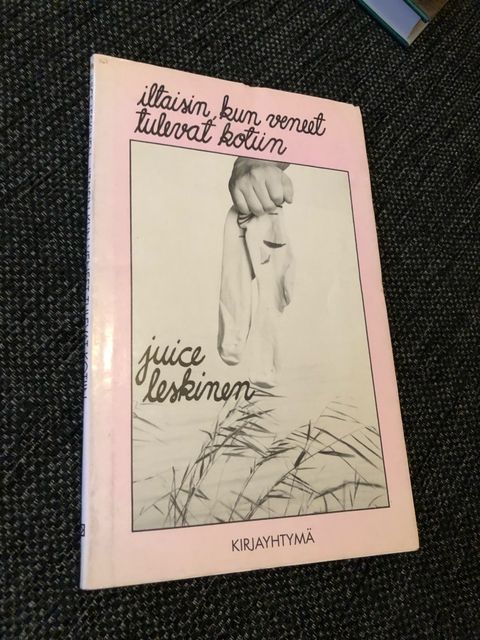 iltaisin, kun veneet
tulevat kotiin
juice
leskinen
KIRJAYHTYMÄ